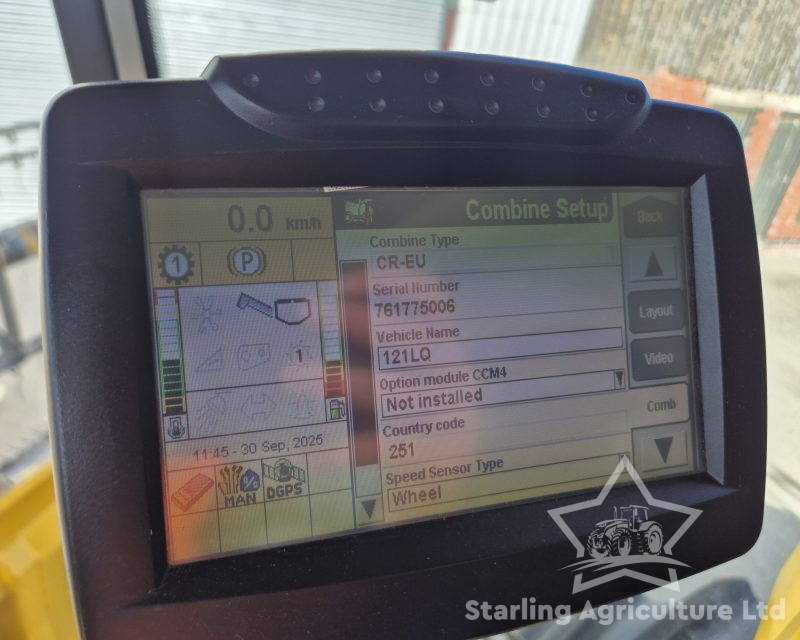 0.0 km/h
1
P
1
11:45 - 30 Sep, 2025
MAN
DGPS
Combine Setup
Combine Type
CR-EU
Serial Number
761775006
Vehicle Name
121LQ
Option module CCM4
Not installed
Country code
251
Speed Sensor Type
Wheel
Back
Layout
Video
Comb
Starling Agriculture Ltd